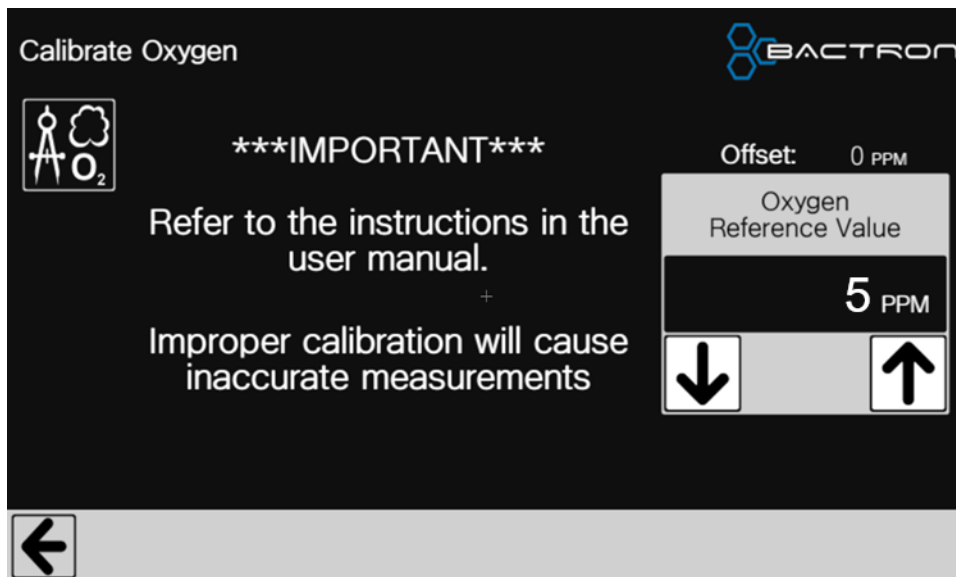 Calibrate Oxygen
BACTRON
O2
***IMPORTANT***
Offset: 0 PPM
Refer to the instructions in the
user manual.
Oxygen
Reference Value
5 PPM
Improper calibration will cause
inaccurate measurements